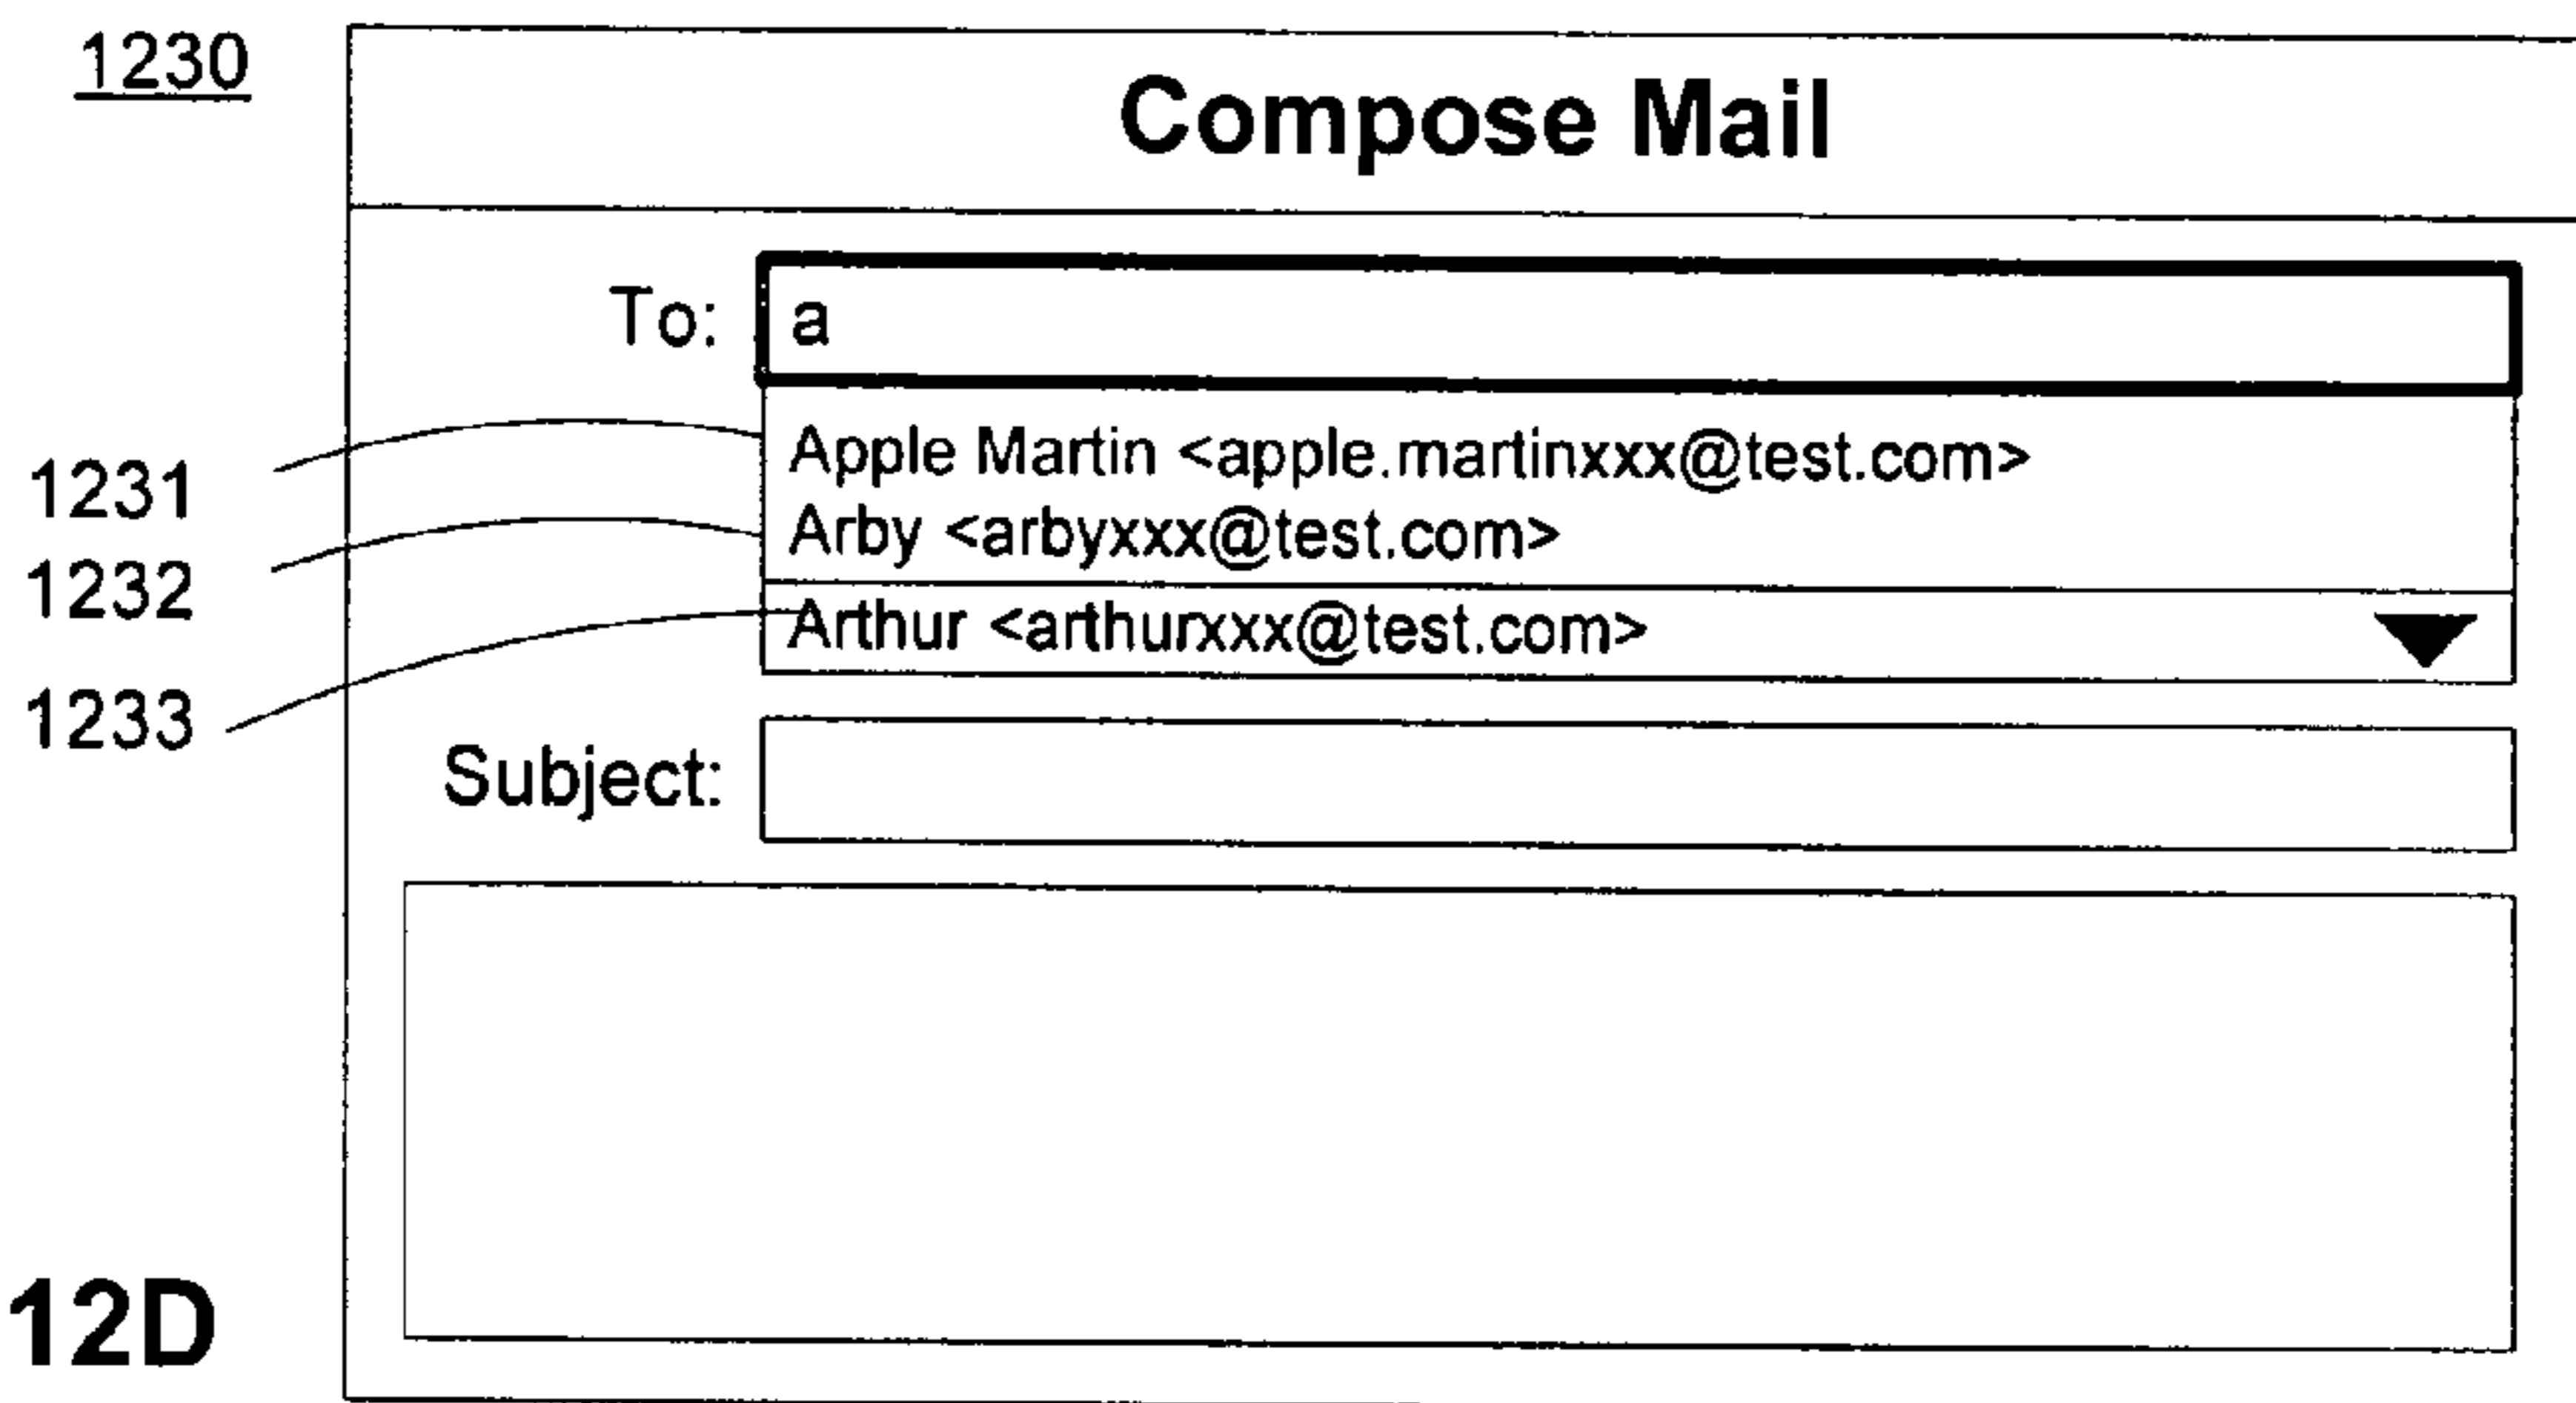 1230
Compose Mail
To: a
1231 Apple Martin <apple.martinxxx@test.com>
1232 Arby <arbyxxx@test.com>
1233 Arthur <arthurxxx@test.com>
Subject:
12D